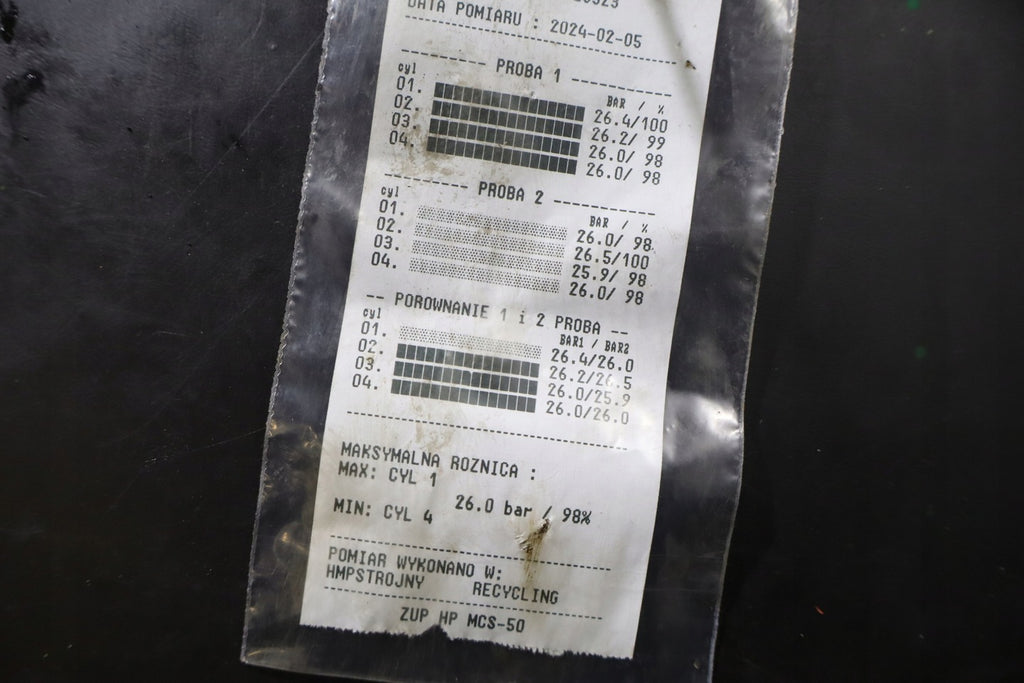 DATA POMIARU : 2024-02-05
PROBA 1
cyl BAR / %
01. 26.4/100
02. 26.2/ 99
03. 26.0/ 98
04. 26.0/ 98
PROBA 2
cyl BAR / %
01. 26.0/ 98
02. 26.5/100
03. 25.9/ 98
04. 26.0/ 98
-- POROWNANIE 1 i 2 PROBA --
cyl BAR1 / BAR2
01. 26.4/26.0
02. 26.2/26.5
03. 26.0/25.9
04. 26.0/26.0
MAKSYMALNA ROZNICA :
MAX: CYL 1
26.0 bar / 98%
MIN: CYL 4
POMIAR WYKONANO W:
HMPSTROJNY RECYCLING
ZUP HP MCS-50